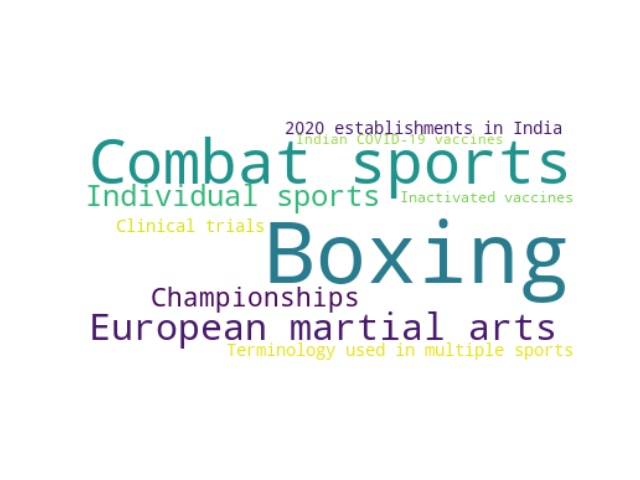 2020 establishments in India
Indian COVID-19 vaccines
Combat sports
Individual sports
Inactivated vaccines
Clinical trials
Boxing
Championships
European martial arts
Terminology used in multiple sports